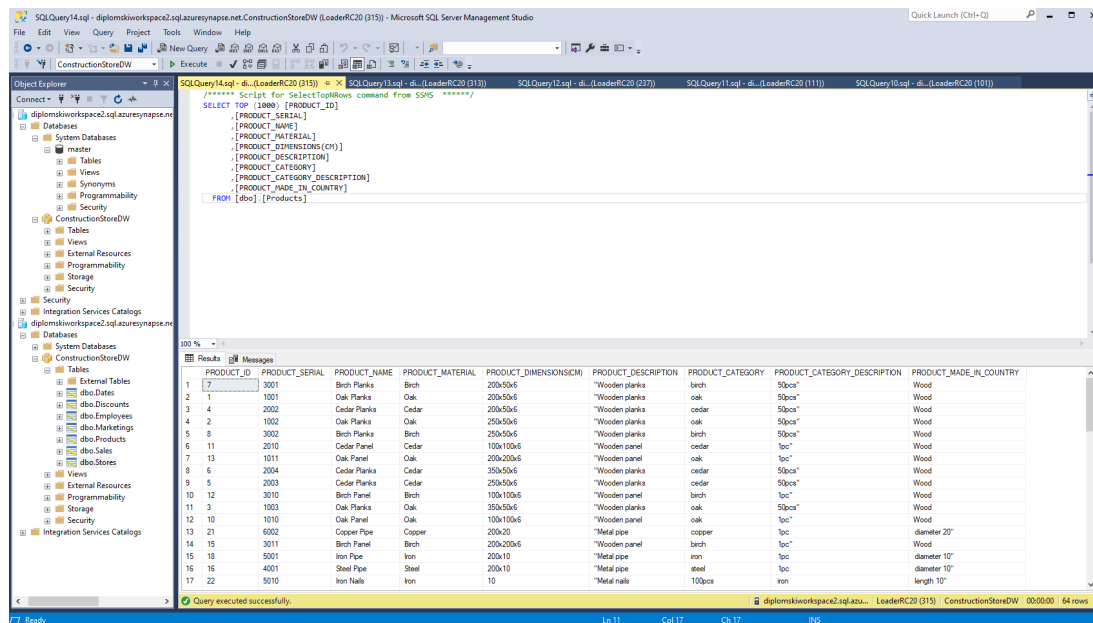 SQLQuery14.sql - diplomskiworkspace2.sql.azuresynapse.net.ConstructionStoreDW (LoaderRC20 (315)) - Microsoft SQL Server Management Studio
Quick Launch (Ctrl+Q)
File Edit View Query Project Tools Window Help
New Query
ConstructionStoreDW Execute
Object Explorer
SQLQuery14.sql - di...(LoaderRC20 (315)) SQLQuery13.sql - di...(LoaderRC20 (313)) SQLQuery12.sql - di...(LoaderRC20 (237)) SQLQuery11.sql - di...(LoaderRC20 (111)) SQLQuery10.sql - di...(LoaderRC20 (101))
Connect
diplomskiworkspace2.sql.azuresynapse.ne
Databases
System Databases
master
Tables
Views
Synonyms
Programmability
Security
ConstructionStoreDW
Tables
Views
External Resources
Programmability
Storage
Security
Security
Integration Services Catalogs
diplomskiworkspace2.sql.azuresynapse.ne
Databases
System Databases
ConstructionStoreDW
Tables
External Tables
dbo.Dates
dbo.Discounts
dbo.Employees
dbo.Marketings
dbo.Products
dbo.Sales
dbo.Stores
Views
External Resources
Programmability
Storage
Security
Integration Services Catalogs
/****** Script for SelectTopNRows command from SSMS ******/
SELECT TOP (1000) [PRODUCT_ID]
,[PRODUCT_SERIAL]
,[PRODUCT_NAME]
,[PRODUCT_MATERIAL]
,[PRODUCT_DIMENSIONS(CM)]
,[PRODUCT_DESCRIPTION]
,[PRODUCT_CATEGORY]
,[PRODUCT_CATEGORY_DESCRIPTION]
,[PRODUCT_MADE_IN_COUNTRY]
FROM [dbo].[Products]
100 %
Results Messages
PRODUCT_ID PRODUCT_SERIAL PRODUCT_NAME PRODUCT_MATERIAL PRODUCT_DIMENSIONS(CM) PRODUCT_DESCRIPTION PRODUCT_CATEGORY PRODUCT_CATEGORY_DESCRIPTION PRODUCT_MADE_IN_COUNTRY
1 7 3001 Birch Planks Birch 200x50x6 "Wooden planks birch 50pcs" Wood
2 1 1001 Oak Planks Oak 200x50x6 "Wooden planks oak 50pcs" Wood
3 4 2002 Cedar Planks Cedar 200x50x6 "Wooden planks cedar 50pcs" Wood
4 2 1002 Oak Planks Oak 250x50x6 "Wooden planks oak 50pcs" Wood
5 8 3002 Birch Planks Birch 250x50x6 "Wooden planks birch 50pcs" Wood
6 11 2010 Cedar Panel Cedar 100x100x6 "Wooden panel cedar 1pc" Wood
7 13 1011 Oak Panel Oak 200x200x6 "Wooden panel oak 1pc" Wood
8 6 2004 Cedar Planks Cedar 350x50x6 "Wooden planks cedar 50pcs" Wood
9 5 2003 Cedar Planks Cedar 250x50x6 "Wooden planks cedar 50pcs" Wood
10 12 3010 Birch Panel Birch 100x100x6 "Wooden panel birch 1pc" Wood
11 3 1003 Oak Planks Oak 350x50x6 "Wooden planks oak 50pcs" Wood
12 10 1010 Oak Panel Oak 100x100x6 "Wooden panel oak 1pc" Wood
13 21 6002 Copper Pipe Copper 200x20 "Metal pipe copper 1pc diameter 20"
14 15 3011 Birch Panel Birch 200x200x6 "Wooden panel birch 1pc" Wood
15 18 5001 Iron Pipe Iron 200x10 "Metal pipe iron 1pc diameter 10"
16 16 4001 Steel Pipe Steel 200x10 "Metal pipe steel 1pc diameter 10"
17 22 5010 Iron Nails Iron 10 "Metal nails 100pcs iron length 10"
Query executed successfully.
diplomskiworkspace2.sql.azu... LoaderRC20 (315) ConstructionStoreDW 00:00:00 64 rows
Ready Ln 11 Col 17 Ch 17 INS